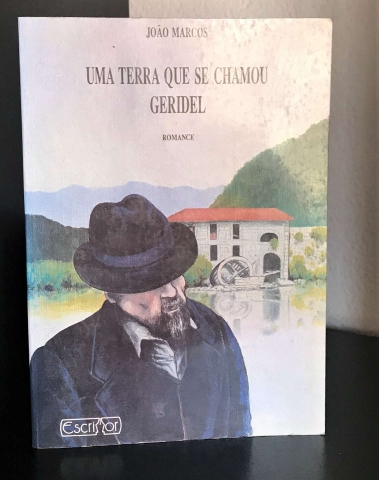 JOÃO MARCOS
UMA TERRA QUE SE CHAMOU
GERIDEL
ROMANCE
Escritor